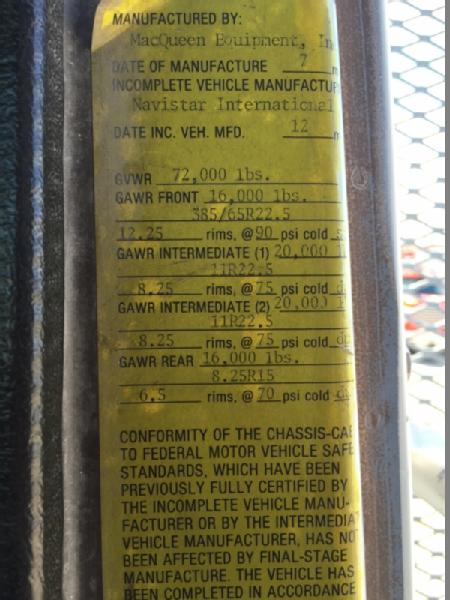 MANUFACTURED BY:
MacQueen Equipment, In
DATE OF MANUFACTURE 7 m
INCOMPLETE VEHICLE MANUFACTUR
Navistar International
DATE INC. VEH. MFD. 12 m
GVWR 72,000 lbs.
GAWR FRONT 16,000 lbs.
385/65R22.5
12.25 rims, @ 90 psi cold s
GAWR INTERMEDIATE (1) 20,000 l
11R22.5
8.25 rims, @ 75 psi cold d
GAWR INTERMEDIATE (2) 20,000 l
11R22.5
8.25 rims, @ 75 psi cold d
GAWR REAR 16,000 lbs.
8.25R15
6.5 rims, @ 70 psi cold d
CONFORMITY OF THE CHASSIS-CAB
TO FEDERAL MOTOR VEHICLE SAFE
STANDARDS, WHICH HAVE BEEN
PREVIOUSLY FULLY CERTIFIED BY
THE INCOMPLETE VEHICLE MANU-
FACTURER OR BY THE INTERMEDIA
VEHICLE MANUFACTURER, HAS NO
BEEN AFFECTED BY FINAL-STAGE
MANUFACTURE. THE VEHICLE HAS
BEEN COMPLETED IN ACCORDANCE